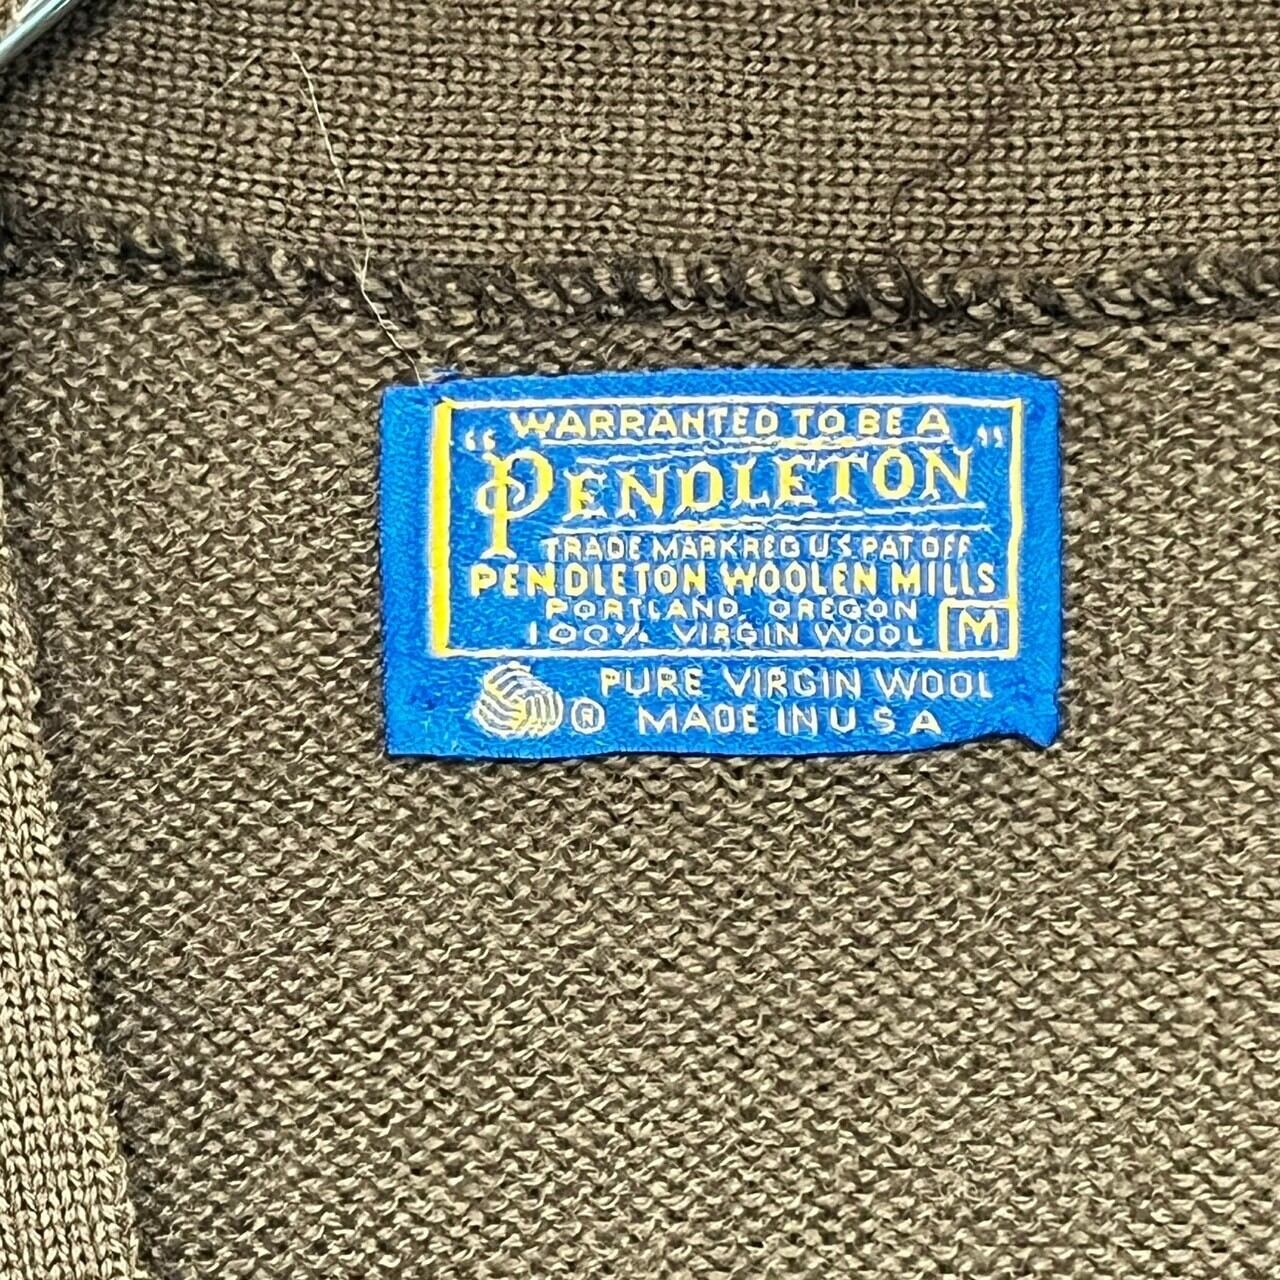 "WARRANTED TO BE A"
PENDLETON
TRADE MARK REG U S PAT OFF
PENDLETON WOOLEN MILLS
PORTLAND, OREGON
100% VIRGIN WOOL M
PURE VIRGIN WOOL
® MADE IN U S A